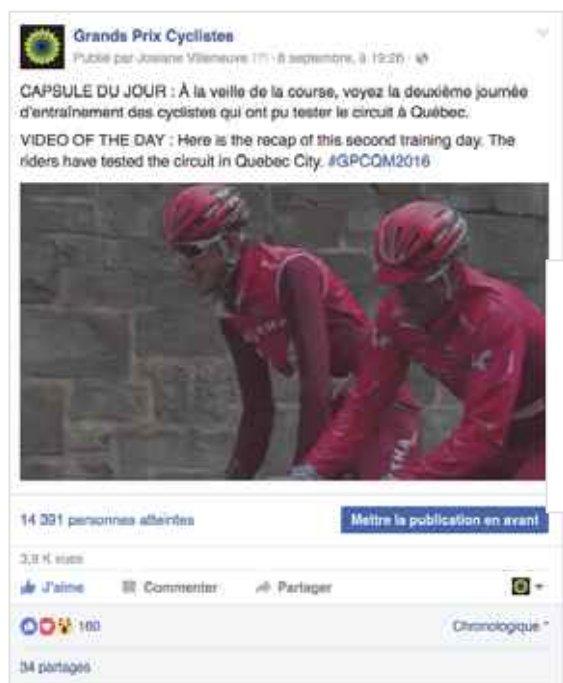 Grands Prix Cyclistes
Publié par Josiane Villeneuve [?] · 8 septembre, à 19:26 ·
CAPSULE DU JOUR : À la veille de la course, voyez la deuxième journée
d'entraînement des cyclistes qui ont pu tester le circuit à Québec.
VIDEO OF THE DAY : Here is the recap of this second training day. The
riders have tested the circuit in Quebec City. #GPCQM2016
14 391 personnes atteintes
Mettre la publication en avant
3,9 K vues
J'aime Commenter Partager
160 Chronologique
34 partages